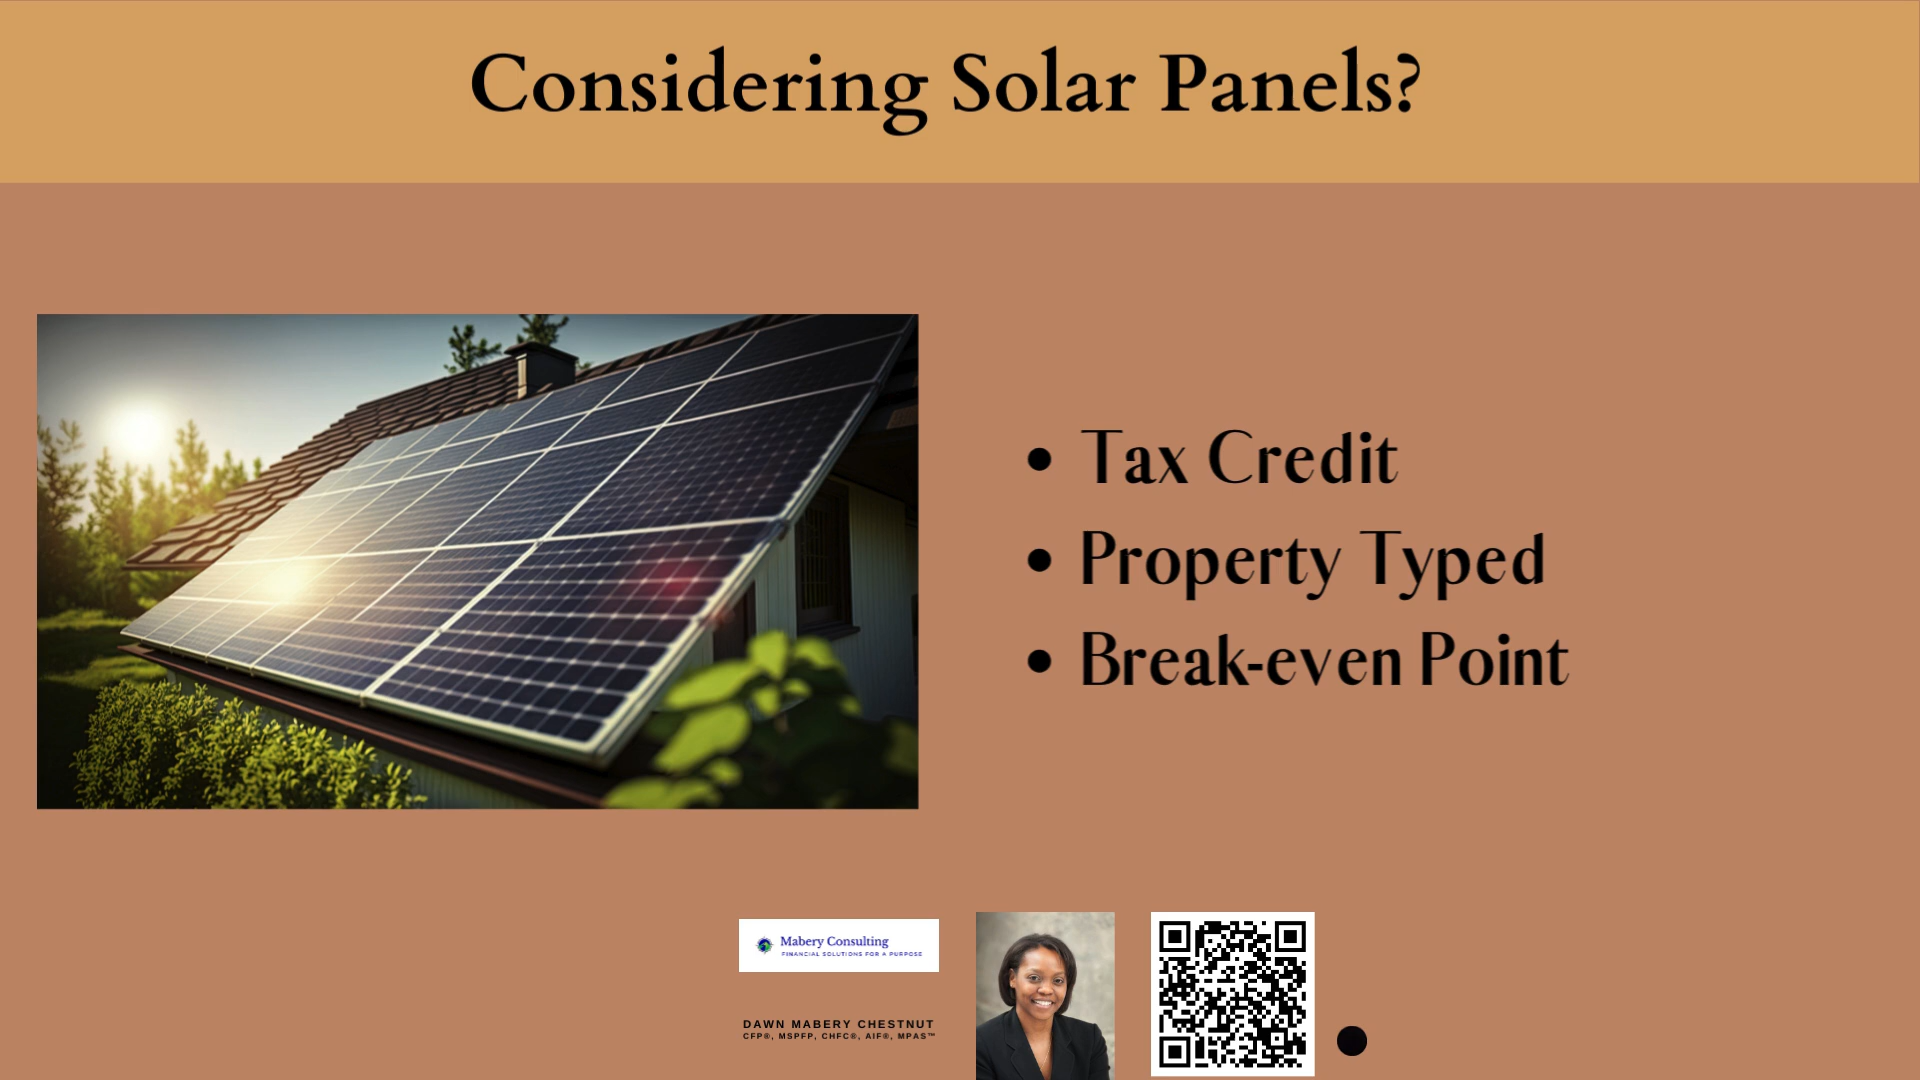 Considering Solar Panels?
• Tax Credit
• Property Typed
• Break-even Point
Mabery Consulting
FINANCIAL SOLUTIONS FOR A PURPOSE
DAWN MABERY CHESTNUT
CFP®, MSPFP, CHFC®, AIF®, MPAS™